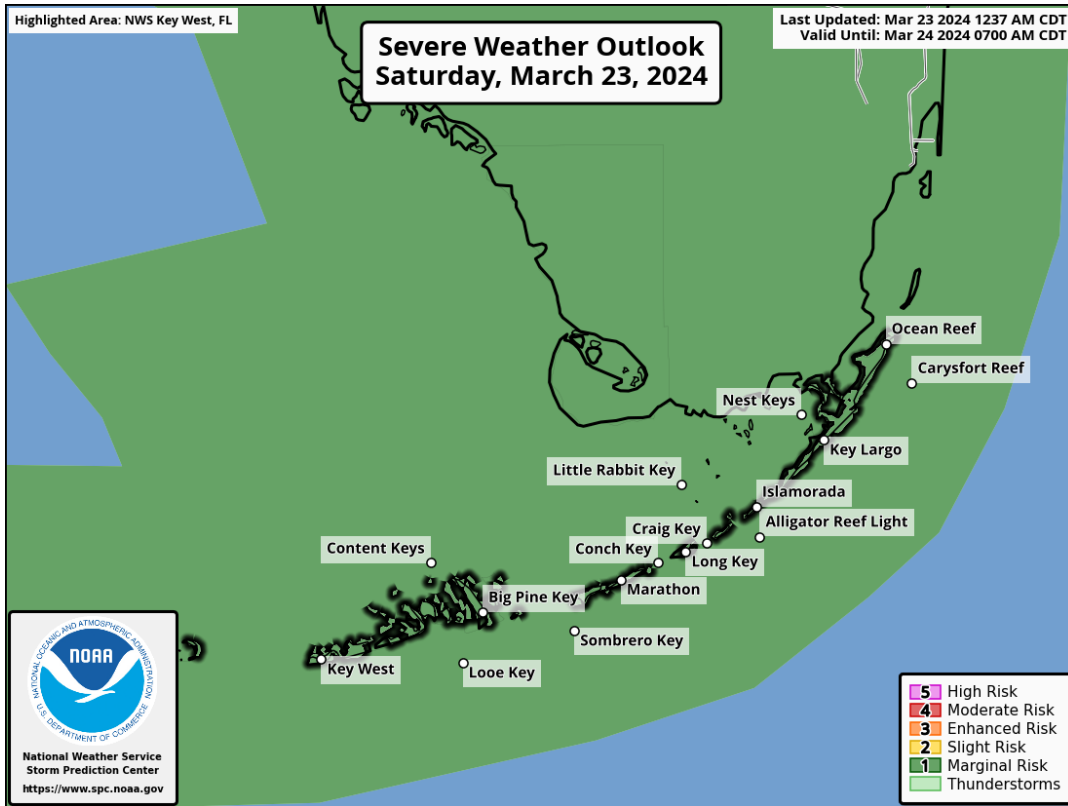 Highlighted Area: NWS Key West, FL
Severe Weather Outlook
Saturday, March 23, 2024
Last Updated: Mar 23 2024 1237 AM CDT
Valid Until: Mar 24 2024 0700 AM CDT
Ocean Reef
Carysfort Reef
Nest Keys
Key Largo
Little Rabbit Key
Islamorada
Alligator Reef Light
Craig Key
Content Keys
Conch Key
Long Key
Marathon
Big Pine Key
Sombrero Key
Key West
Looe Key
NATIONAL OCEANIC AND ATMOSPHERIC ADMINISTRATION
NOAA
U.S. DEPARTMENT OF COMMERCE
National Weather Service
Storm Prediction Center
https://www.spc.noaa.gov
5 High Risk
4 Moderate Risk
3 Enhanced Risk
2 Slight Risk
1 Marginal Risk
Thunderstorms